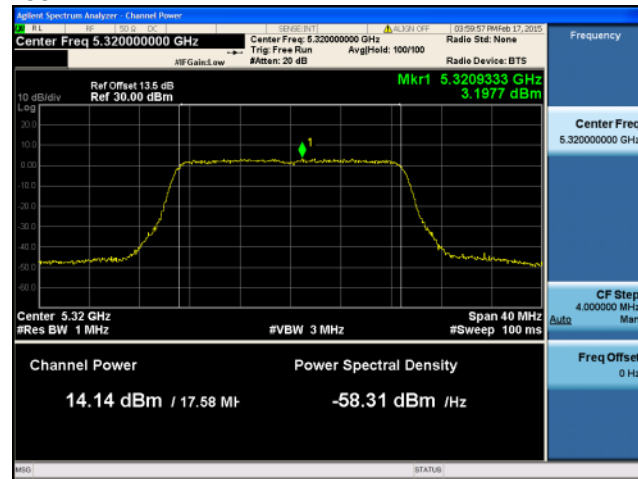 Agilent Spectrum Analyzer - Channel Power
RL RF 50 Ω DC SENSE:INT ALIGN OFF 03:59:57 PMFeb 17, 2015
Center Freq 5.320000000 GHz Center Freq: 5.320000000 GHz Radio Std: None
Trig: Free Run Avg|Hold: 100/100
#IFGain:Low #Atten: 20 dB Radio Device: BTS
Frequency
Mkr1 5.3209333 GHz
3.1977 dBm
Ref Offset 13.5 dB
10 dB/div Ref 30.00 dBm
Log
20.0
10.0
0.00
-10.0
-20.0
-30.0
-40.0
-50.0
-60.0
1
Center 5.32 GHz Span 40 MHz
#Res BW 1 MHz #VBW 3 MHz #Sweep 100 ms
Channel Power Power Spectral Density
14.14 dBm / 17.58 MH -58.31 dBm /Hz
Center Freq
5.320000000 GHz
CF Step
4.000000 MHz
Auto Man
Freq Offset
0 Hz
MSG STATUS